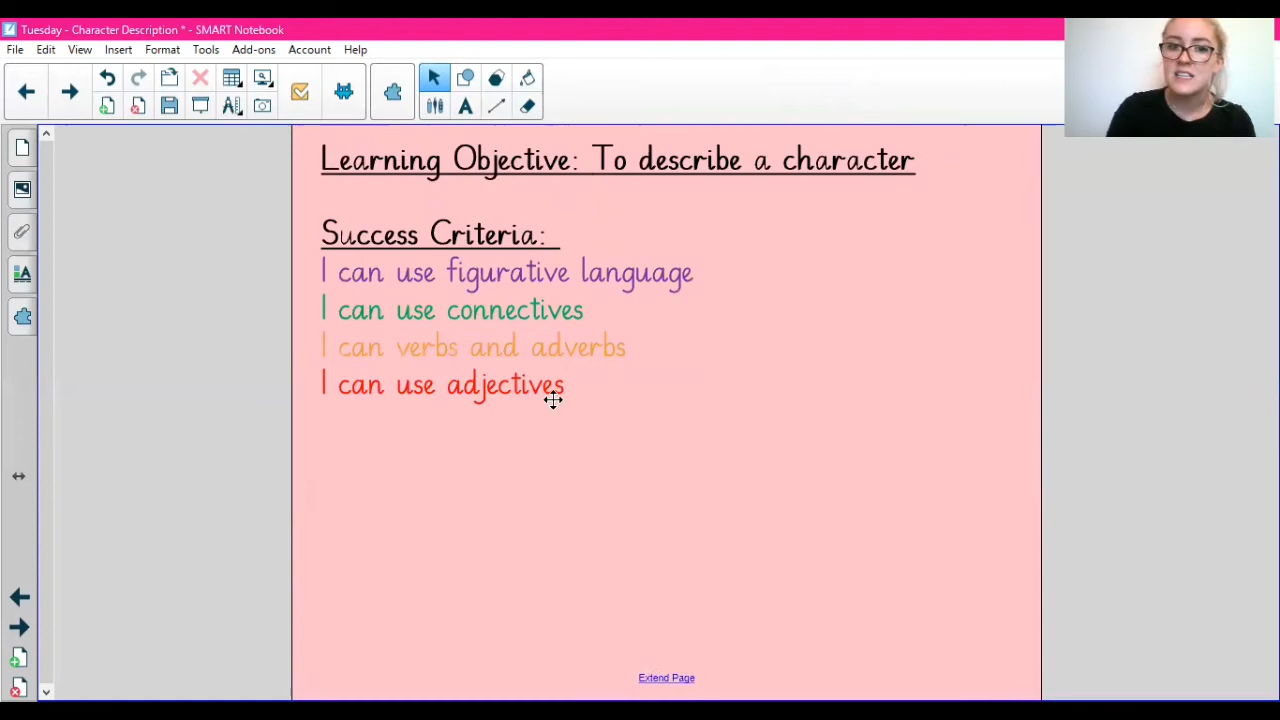 Tuesday - Character Description * - SMART Notebook
File Edit View Insert Format Tools Add-ons Account Help
Learning Objective: To describe a character
Success Criteria:
I can use figurative language
I can use connectives
I can verbs and adverbs
I can use adjectives
Extend Page